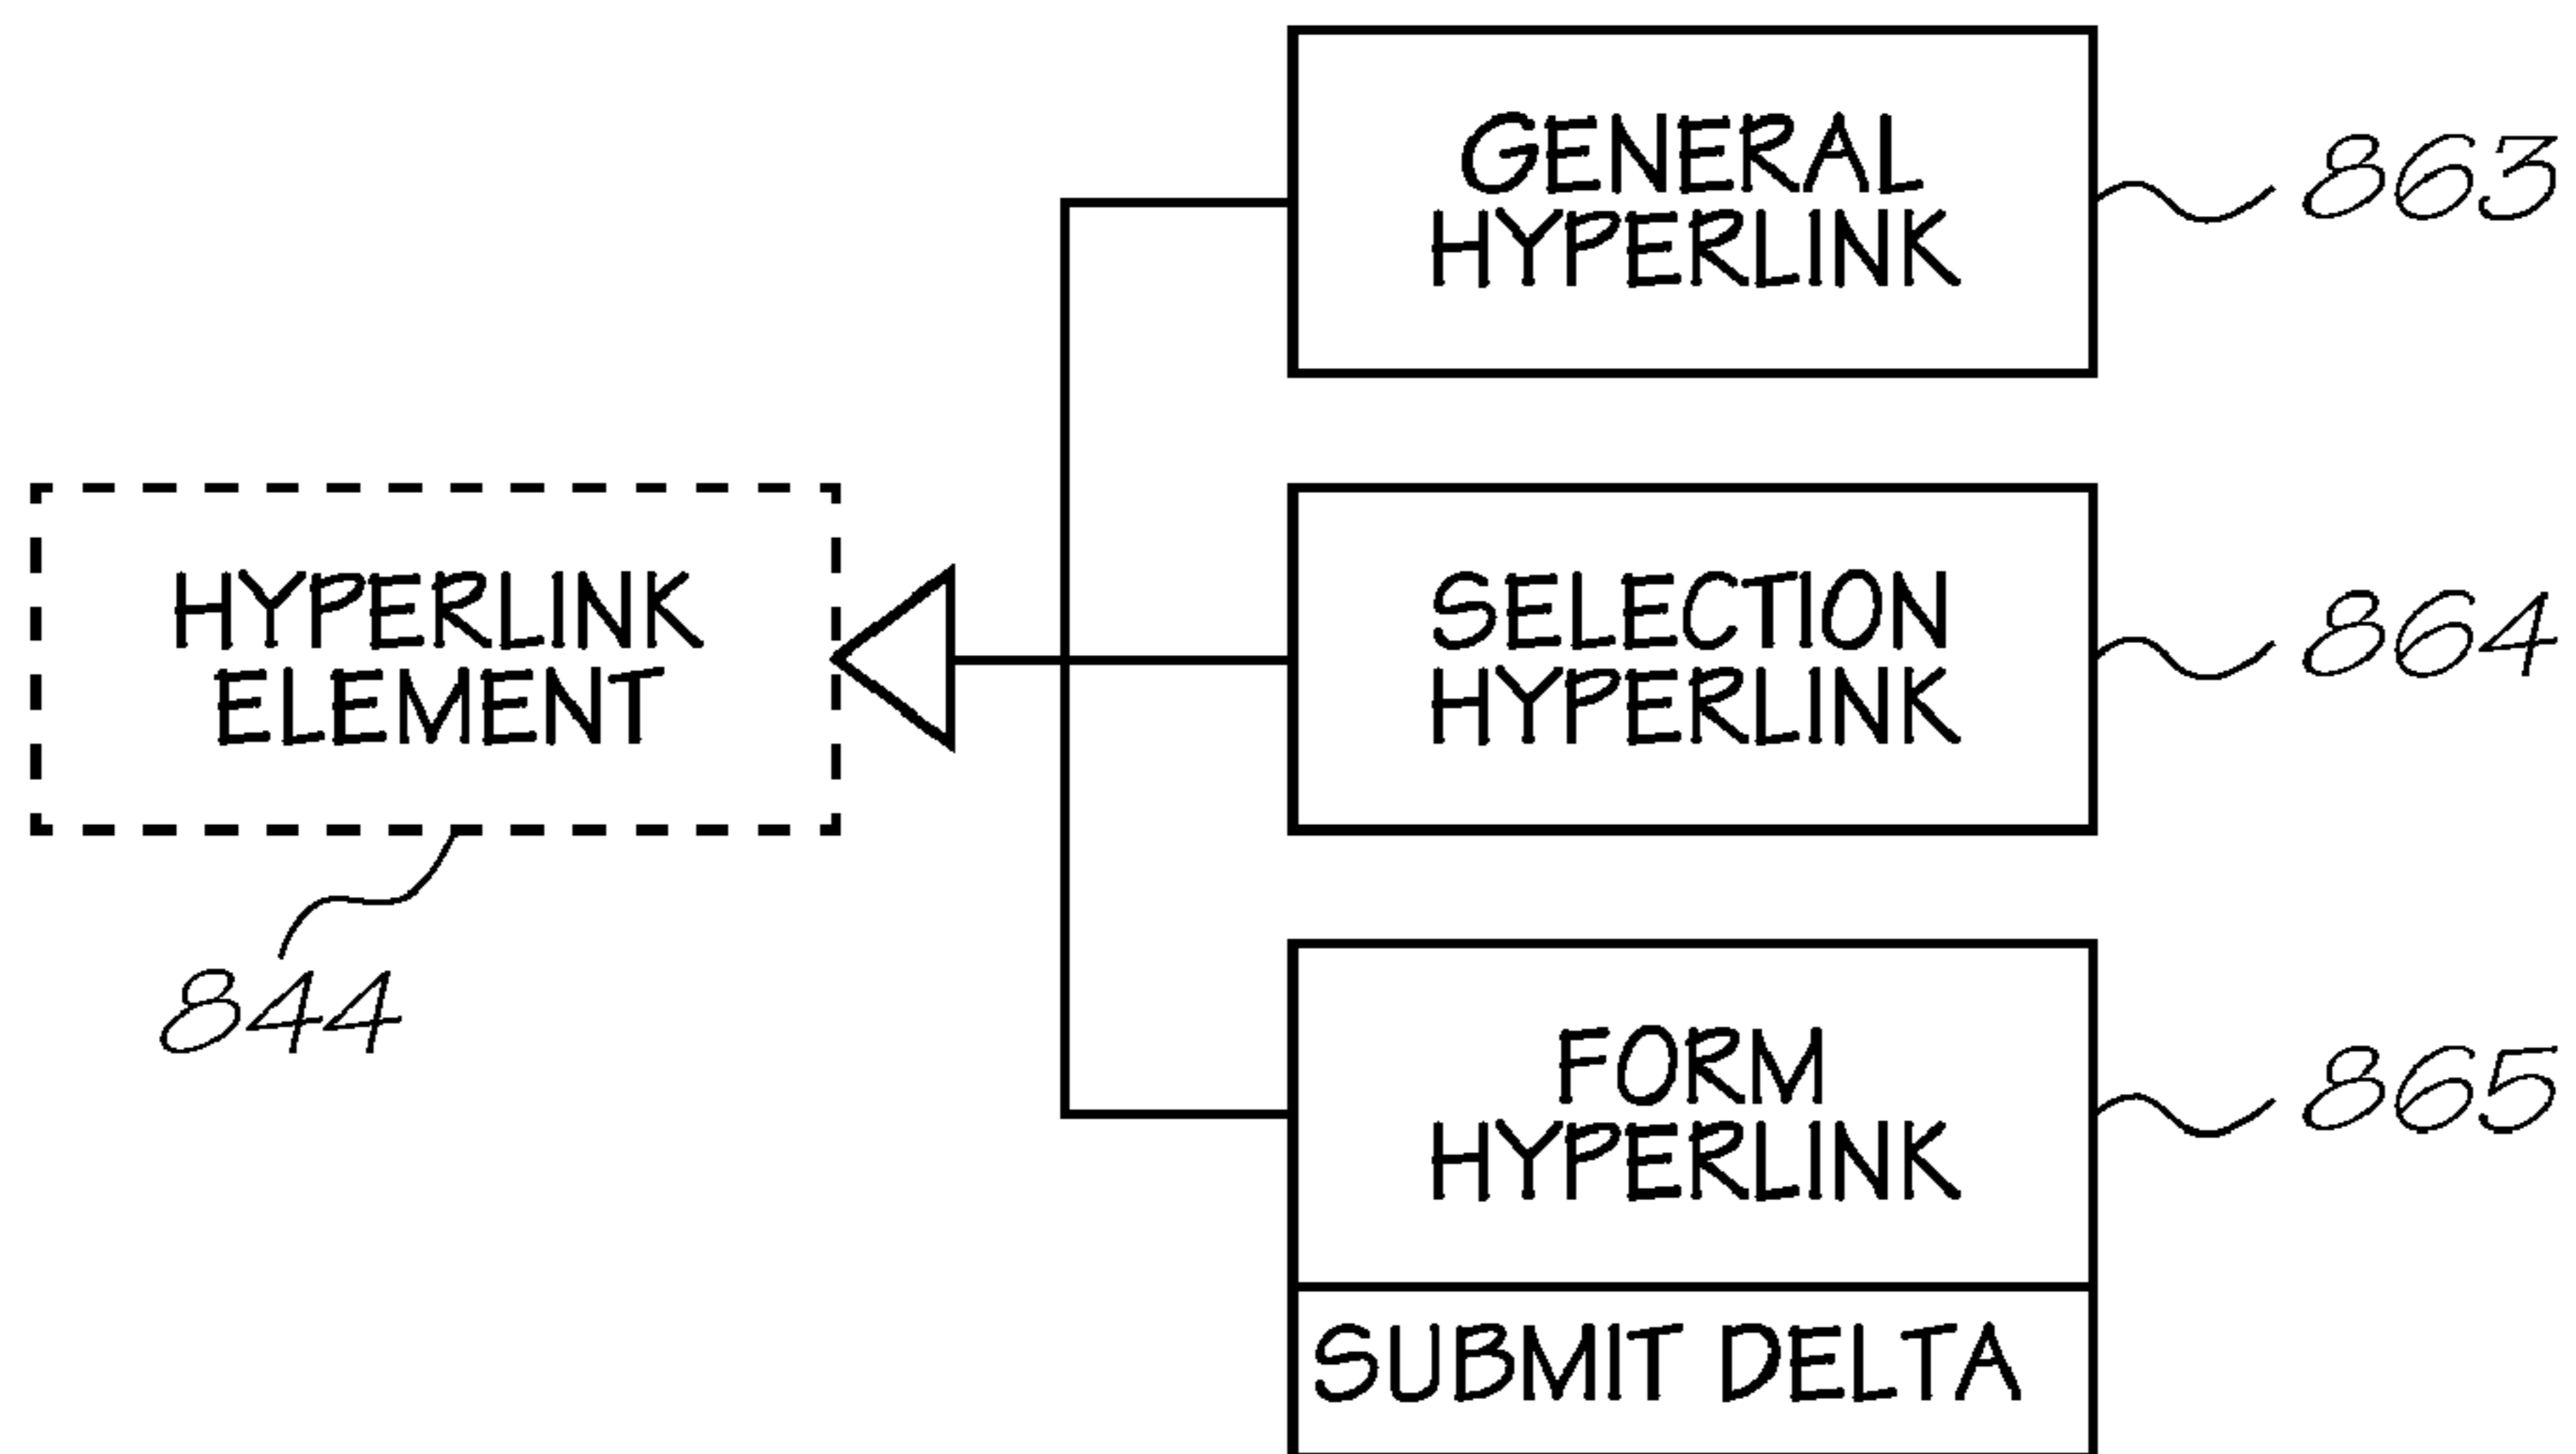 GENERAL
HYPERLINK
863
HYPERLINK
ELEMENT
844
SELECTION
HYPERLINK
864
FORM
HYPERLINK
865
SUBMIT DELTA